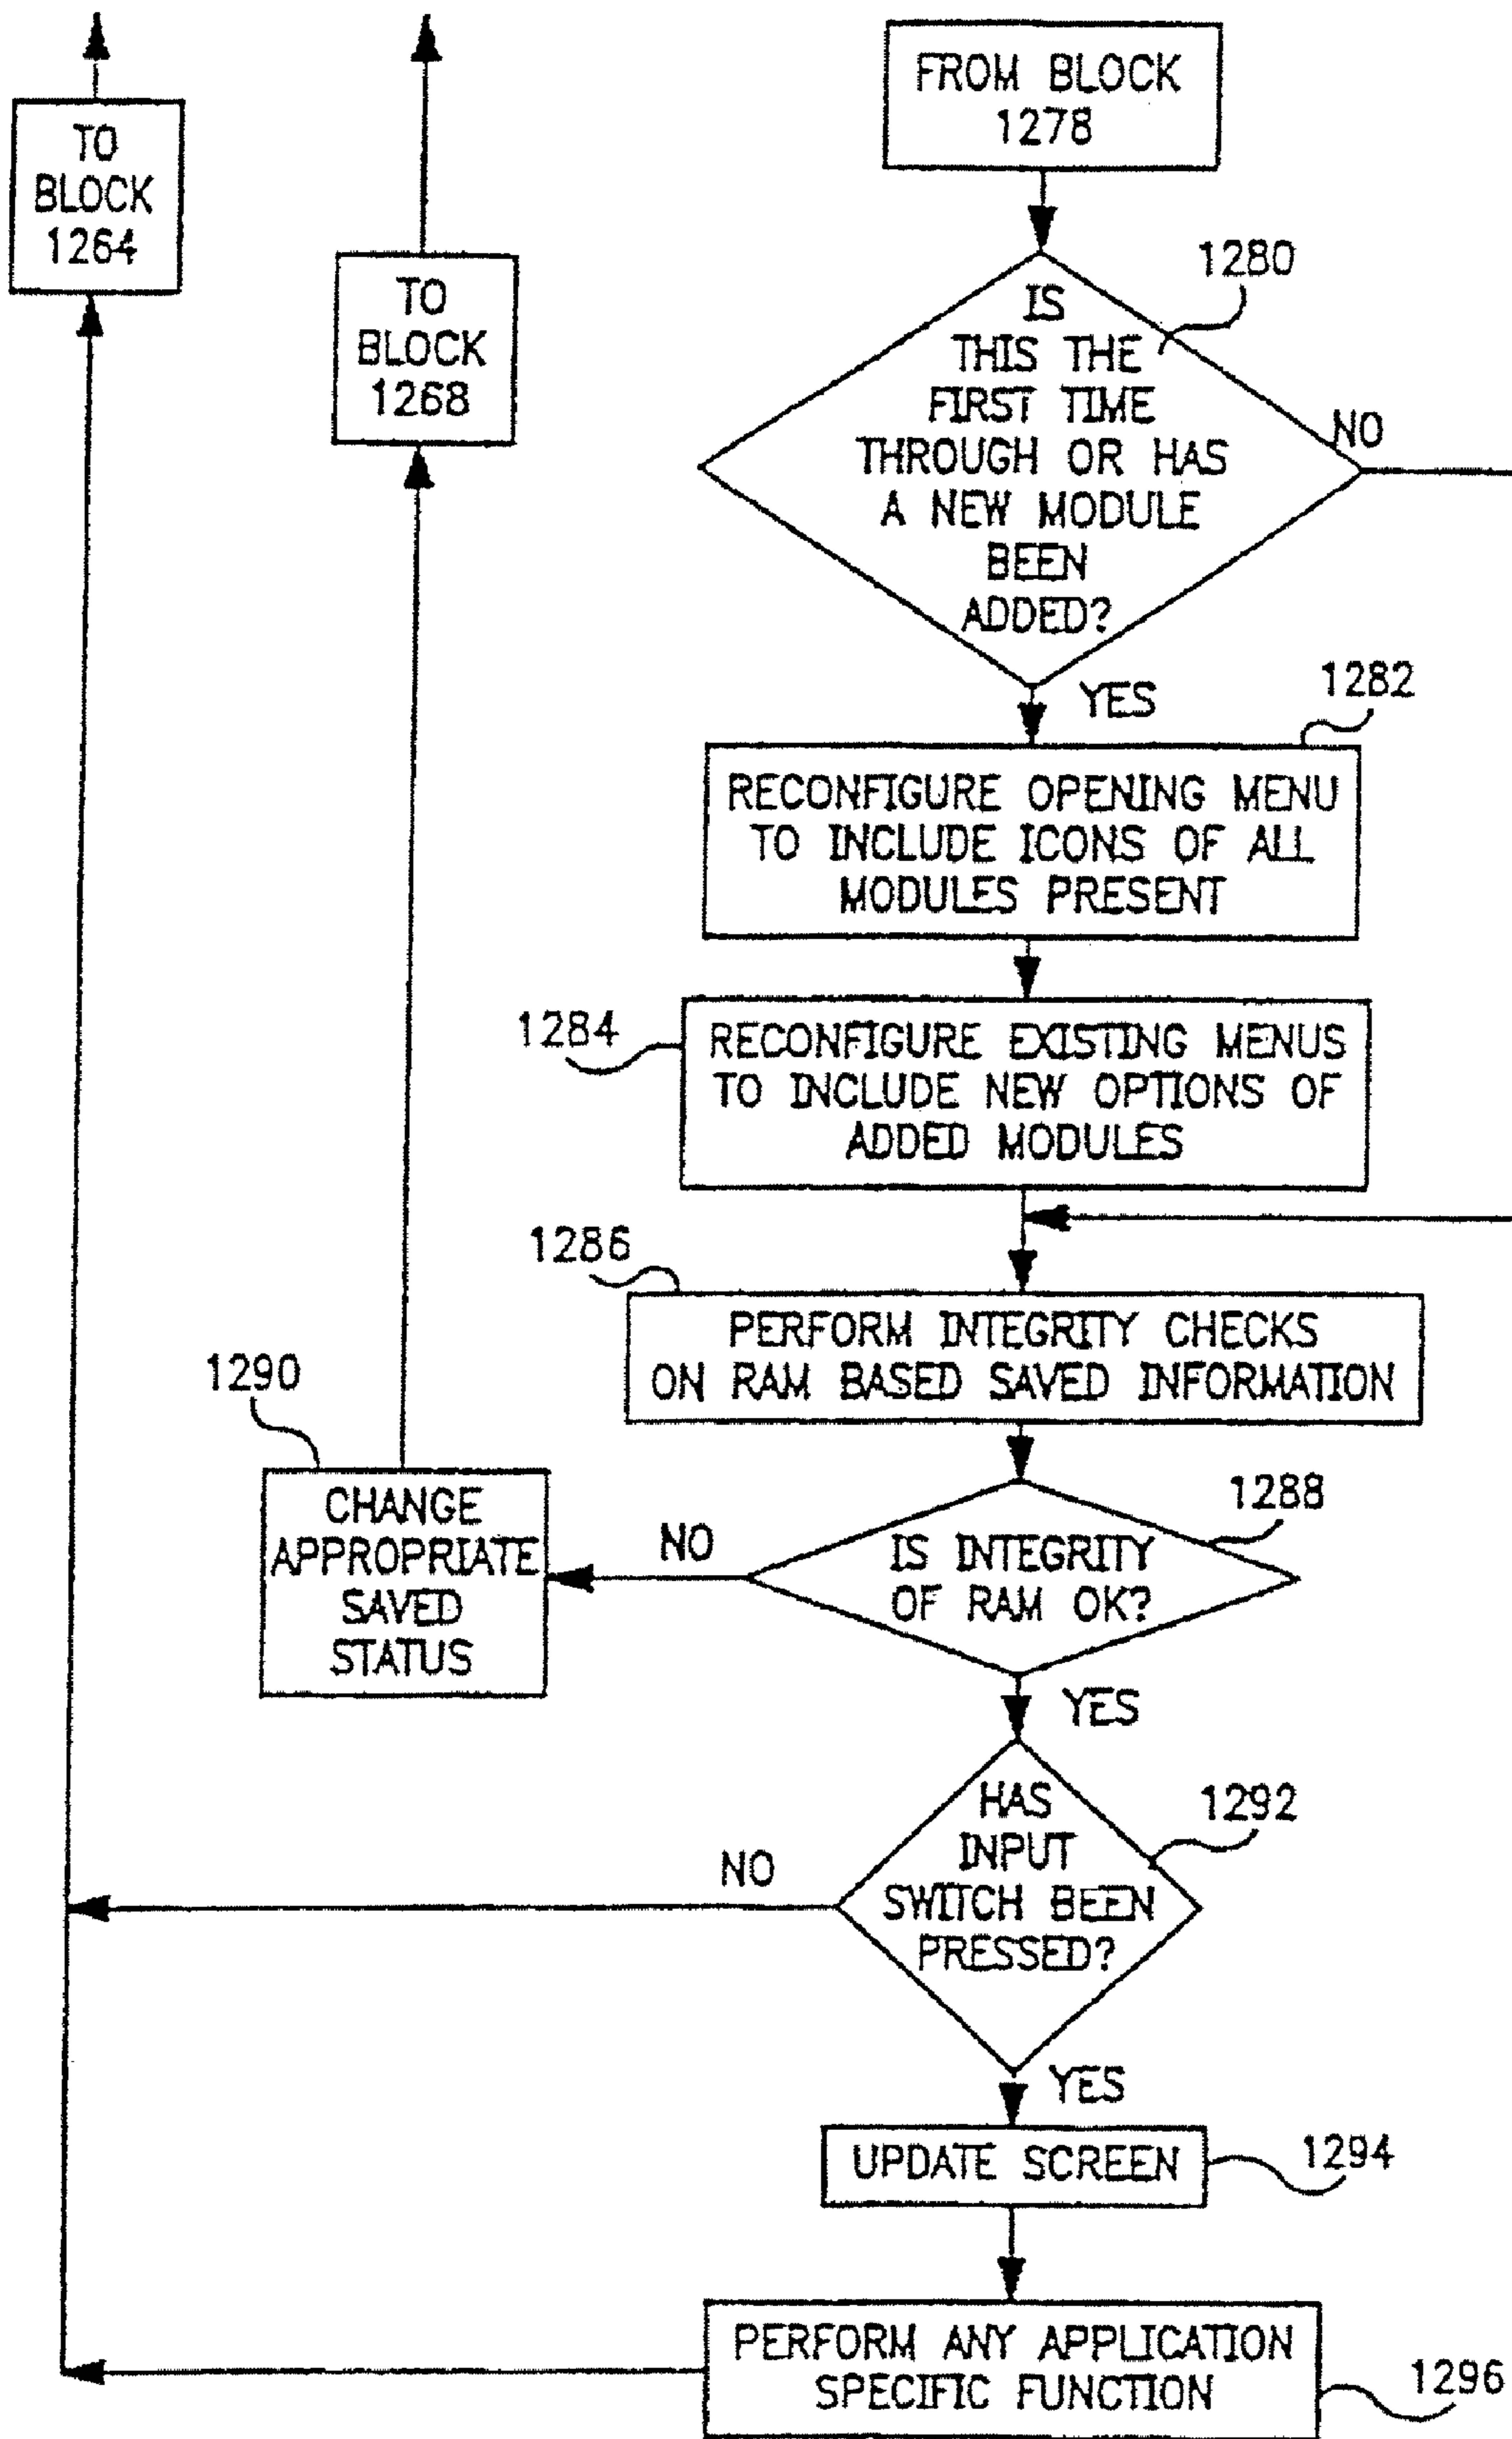 TO
BLOCK
1264
TO
BLOCK
1268
FROM BLOCK
1278
1280
IS
THIS THE
FIRST TIME
THROUGH OR HAS
A NEW MODULE
BEEN
ADDED?
NO
YES
1282
RECONFIGURE OPENING MENU
TO INCLUDE ICONS OF ALL
MODULES PRESENT
1284
RECONFIGURE EXISTING MENUS
TO INCLUDE NEW OPTIONS OF
ADDED MODULES
1286
PERFORM INTEGRITY CHECKS
ON RAM BASED SAVED INFORMATION
1290
CHANGE
APPROPRIATE
SAVED
STATUS
NO
1288
IS INTEGRITY
OF RAM OK?
YES
1292
HAS
INPUT
SWITCH BEEN
PRESSED?
NO
YES
UPDATE SCREEN
1294
PERFORM ANY APPLICATION
SPECIFIC FUNCTION
1296